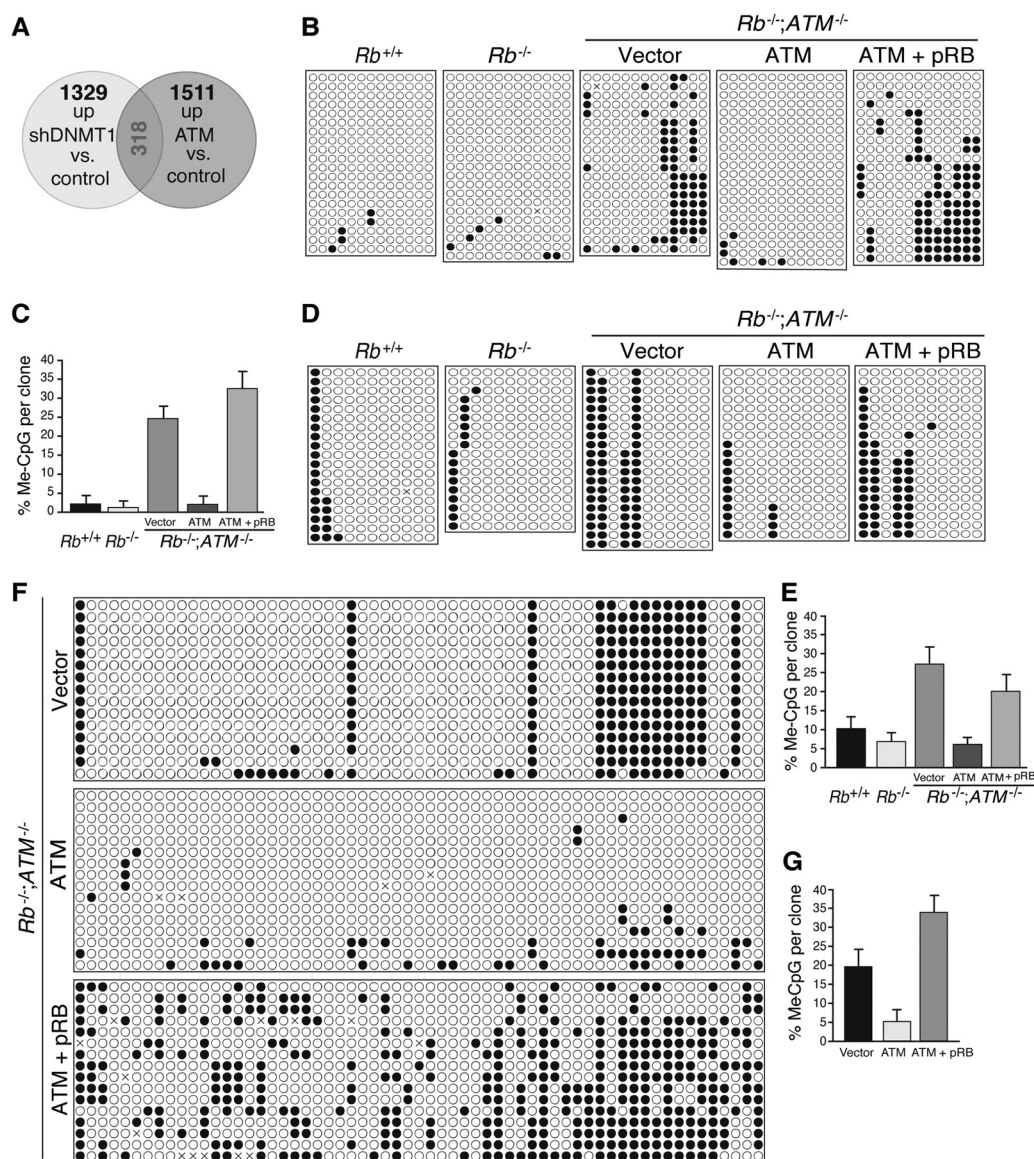 A
1329
up
shDNMT1
vs.
control
318
1511
up
ATM
vs.
control
B
Rb-/-;ATM-/-
Rb+/+
Rb-/-
Vector
ATM
ATM + pRB
C
% Me-CpG per clone
40
35
30
25
20
15
10
5
0
Vector
ATM
ATM + pRB
Rb+/+
Rb-/-
Rb-/-;ATM-/-
D
Rb-/-;ATM-/-
Rb+/+
Rb-/-
Vector
ATM
ATM + pRB
F
Rb-/-;ATM-/-
Vector
ATM
ATM + pRB
E
% Me-CpG per clone
40
35
30
25
20
15
10
5
0
Vector
ATM
ATM + pRB
Rb+/+
Rb-/-
Rb-/-;ATM-/-
G
% MeCpG per clone
40
35
30
25
20
15
10
5
0
Vector
ATM
ATM + pRB